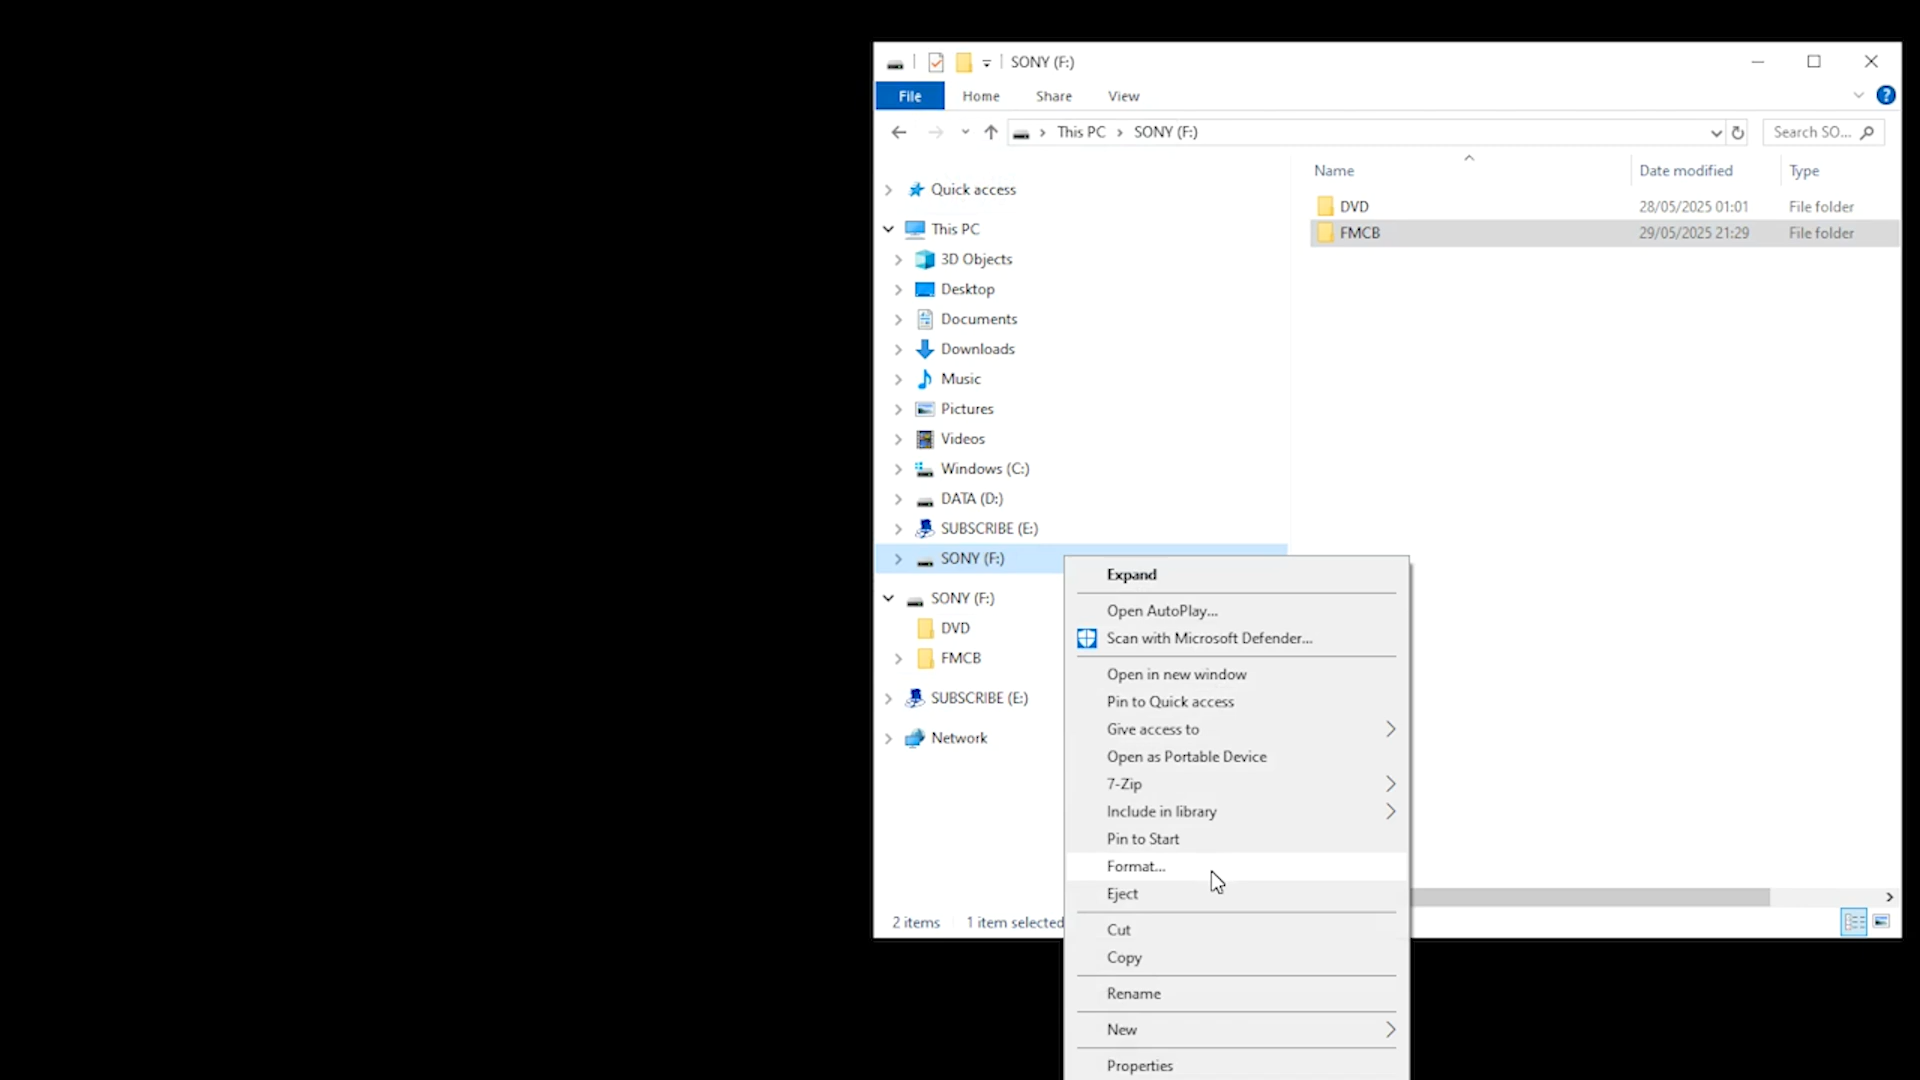 SONY (F:)
File Home Share View
This PC SONY (F:) Search SO...
Name Date modified Type
Quick access
This PC
3D Objects
Desktop
Documents
Downloads
Music
Pictures
Videos
Windows (C:)
DATA (D:)
SUBSCRIBE (E:)
SONY (F:)
SONY (F:)
DVD
FMCB
SUBSCRIBE (E:)
Network
DVD 28/05/2025 01:01 File folder
FMCB 29/05/2025 21:29 File folder
Expand
Open AutoPlay...
Scan with Microsoft Defender...
Open in new window
Pin to Quick access
Give access to
Open as Portable Device
7-Zip
Include in library
Pin to Start
Format...
Eject
Cut
Copy
Rename
New
Properties
2 items 1 item selected